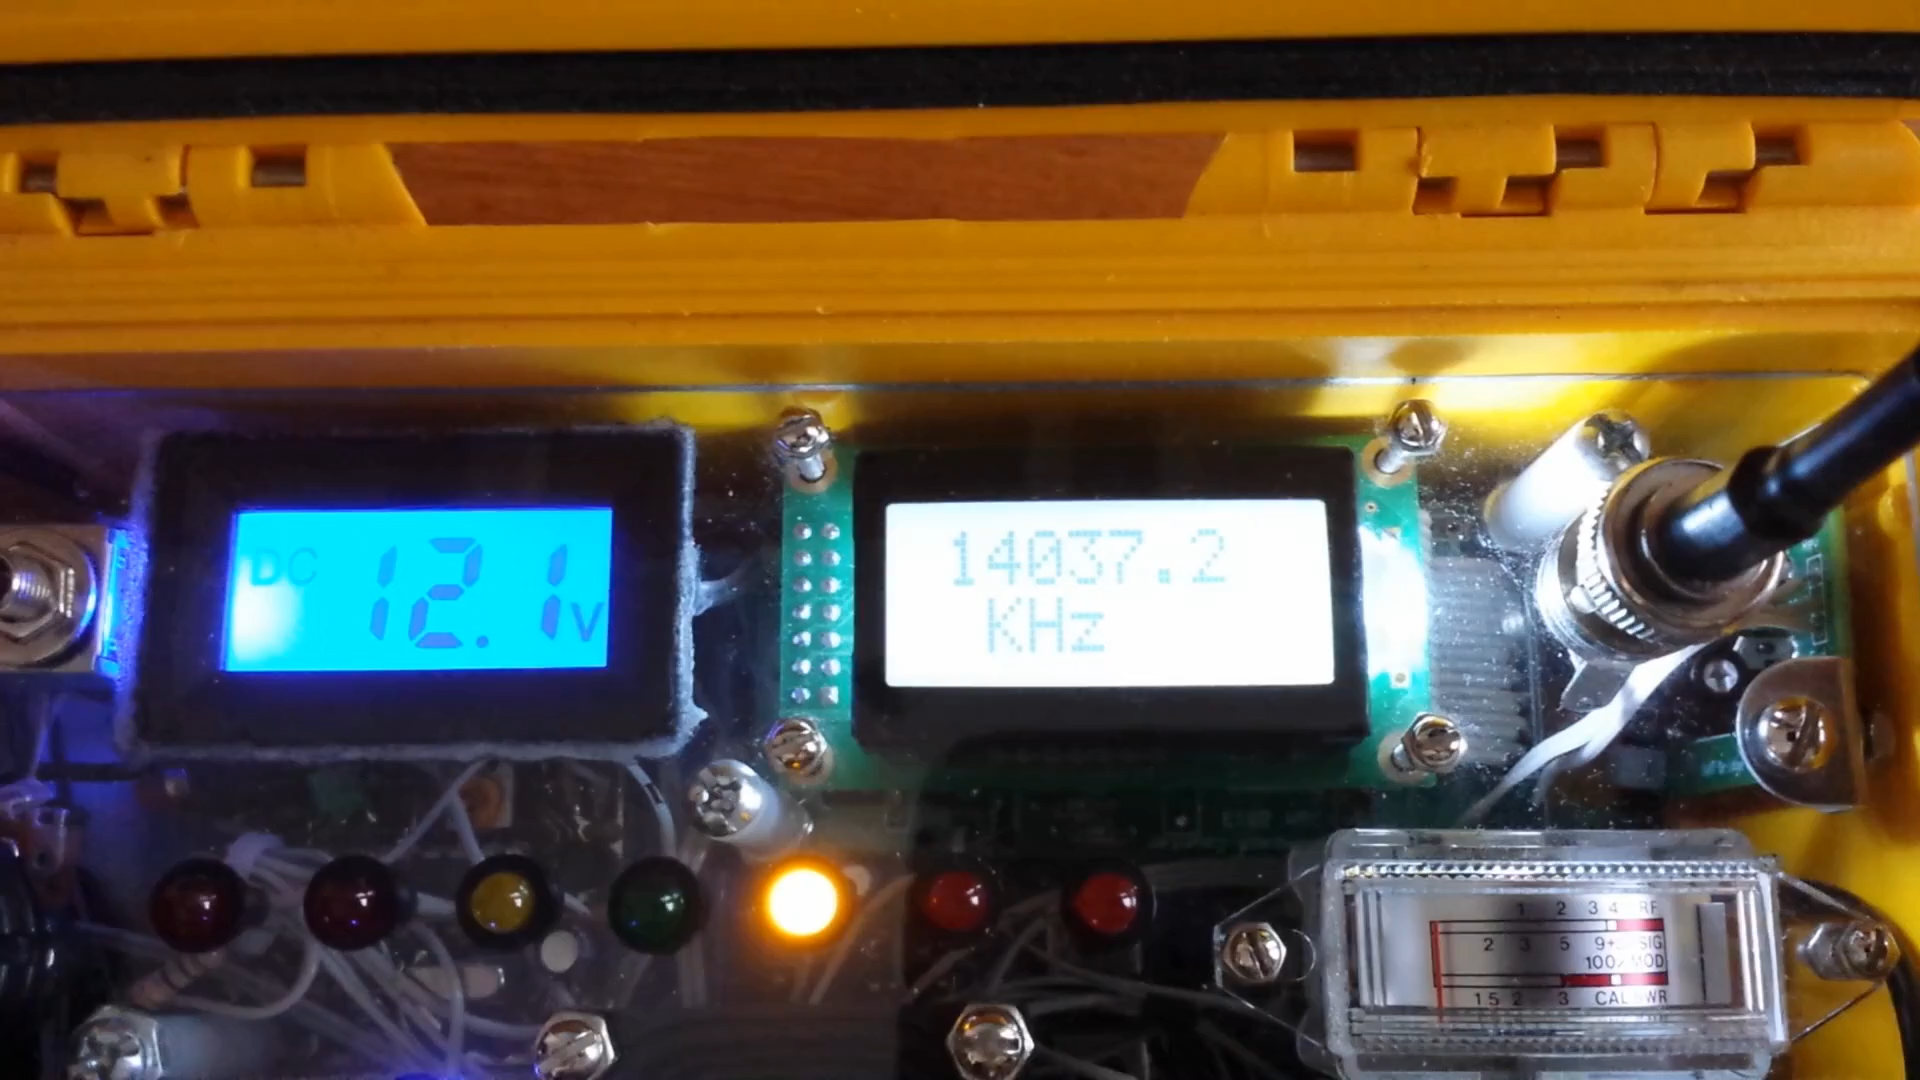 DC 12.1V
14037.2
KHz
1 2 3 4 RF
2 3 5 9+ SIG
100% MOD
1.5 2 3 CAL SWR